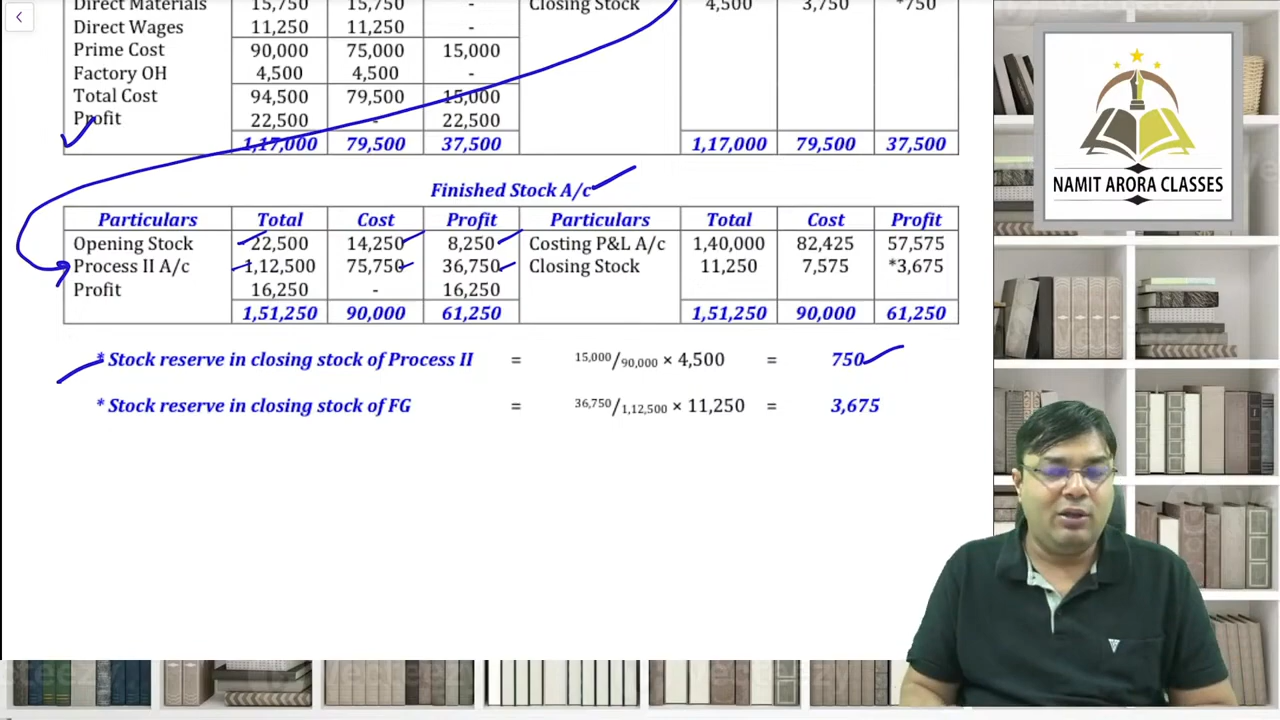 Direct Materials 15,750 15,750 - Closing Stock 4,500 3,750 *750
Direct Wages 11,250 11,250 -
Prime Cost 90,000 75,000 15,000
Factory OH 4,500 4,500 -
Total Cost 94,500 79,500 15,000
Profit 22,500 - 22,500
1,17,000 79,500 37,500 1,17,000 79,500 37,500
Finished Stock A/c
Particulars Total Cost Profit Particulars Total Cost Profit
Opening Stock 22,500 14,250 8,250 Costing P&L A/c 1,40,000 82,425 57,575
Process II A/c 1,12,500 75,750 36,750 Closing Stock 11,250 7,575 *3,675
Profit 16,250 - 16,250
1,51,250 90,000 61,250 1,51,250 90,000 61,250
* Stock reserve in closing stock of Process II = 15,000/90,000 × 4,500 = 750
* Stock reserve in closing stock of FG = 36,750/1,12,500 × 11,250 = 3,675
NAMIT ARORA CLASSES